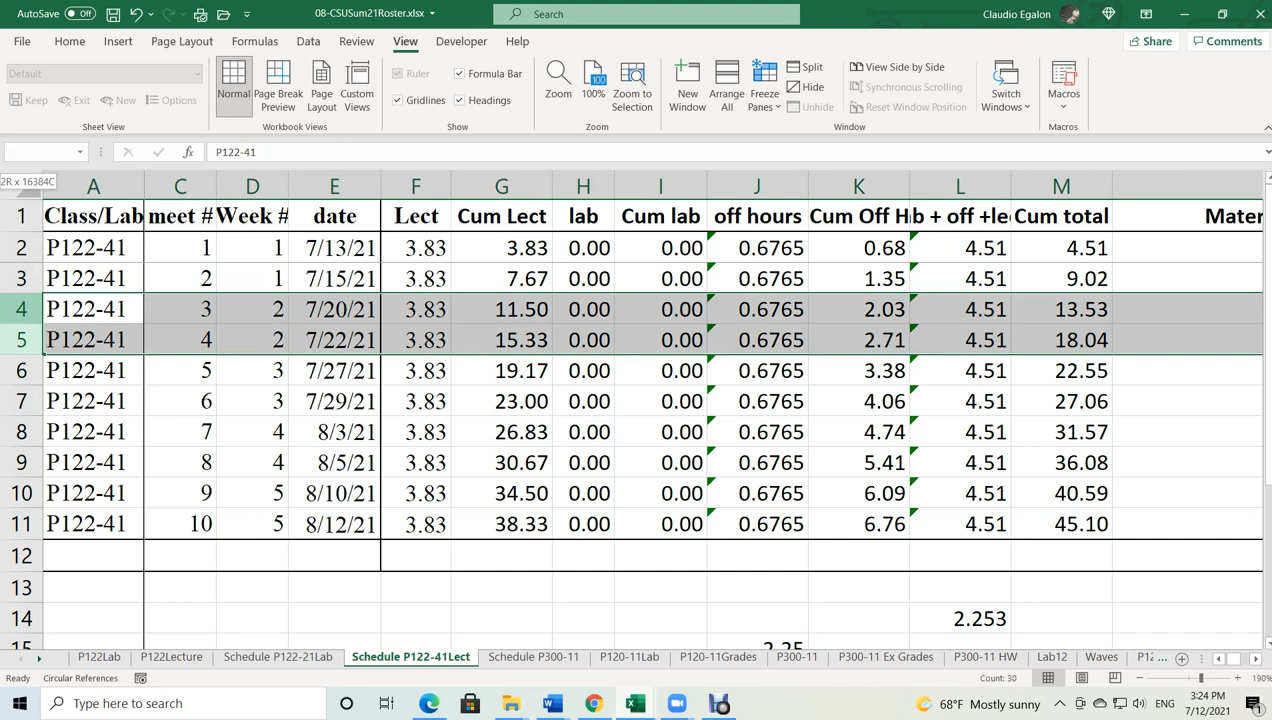 AutoSave Off 08-CSUSum21Roster.xlsx Search Claudio Egalon
File Home Insert Page Layout Formulas Data Review View Developer Help Share Comments
Default
Keep Exit New Options
Sheet View
Normal Page Break Preview Page Layout Custom Views
Workbook Views
Ruler Formula Bar
Gridlines Headings
Show
Zoom 100 100% Zoom to Selection
Zoom
New Window Arrange All Freeze Panes
Split
Hide
Unhide
View Side by Side
Synchronous Scrolling
Reset Window Position
Switch Windows
Window
Macros
Macros
fx P122-41
2R x 16384C
A C D E F G H I J K L M
1 Class/Lab meet # Week # date Lect Cum Lect lab Cum lab off hours Cum Off H b + off +le Cum total Mater
2 P122-41 1 1 7/13/21 3.83 3.83 0.00 0.00 0.6765 0.68 4.51 4.51
3 P122-41 2 1 7/15/21 3.83 7.67 0.00 0.00 0.6765 1.35 4.51 9.02
4 P122-41 3 2 7/20/21 3.83 11.50 0.00 0.00 0.6765 2.03 4.51 13.53
5 P122-41 4 2 7/22/21 3.83 15.33 0.00 0.00 0.6765 2.71 4.51 18.04
6 P122-41 5 3 7/27/21 3.83 19.17 0.00 0.00 0.6765 3.38 4.51 22.55
7 P122-41 6 3 7/29/21 3.83 23.00 0.00 0.00 0.6765 4.06 4.51 27.06
8 P122-41 7 4 8/3/21 3.83 26.83 0.00 0.00 0.6765 4.74 4.51 31.57
9 P122-41 8 4 8/5/21 3.83 30.67 0.00 0.00 0.6765 5.41 4.51 36.08
10 P122-41 9 5 8/10/21 3.83 34.50 0.00 0.00 0.6765 6.09 4.51 40.59
11 P122-41 10 5 8/12/21 3.83 38.33 0.00 0.00 0.6765 6.76 4.51 45.10
12
13
14 2.253
15 2.25
P122Lab P122Lecture Schedule P122-21Lab Schedule P122-41Lect Schedule P300-11 P120-11Lab P120-11Grades P300-11 P300-11 Ex Grades P300-11 HW Lab12 Waves P12 ...
Ready Circular References Count: 30 190%
Type here to search 68°F Mostly sunny ENG 3:24 PM
7/12/2021 1